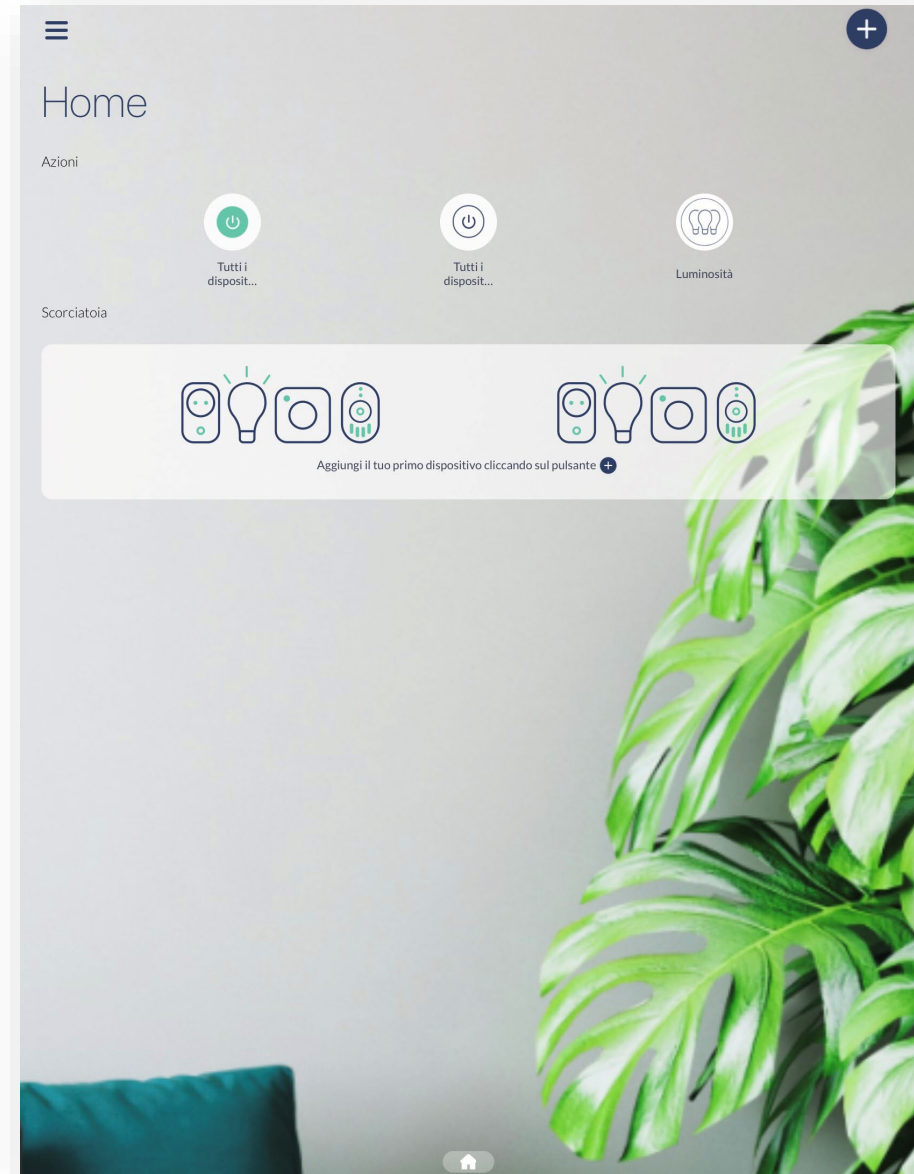 Home
Azioni
Tutti i
disposit...
Tutti i
disposit...
Luminosità
Scorciatoia
Aggiungi il tuo primo dispositivo cliccando sul pulsante